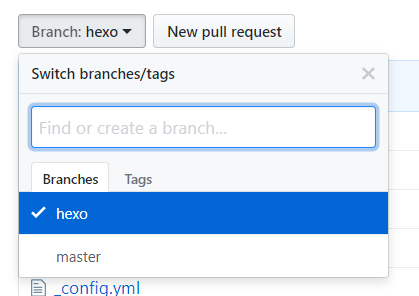 Branch: hexo
New pull request
Switch branches/tags
Find or create a branch...
Branches
Tags
hexo
master
_config.yml